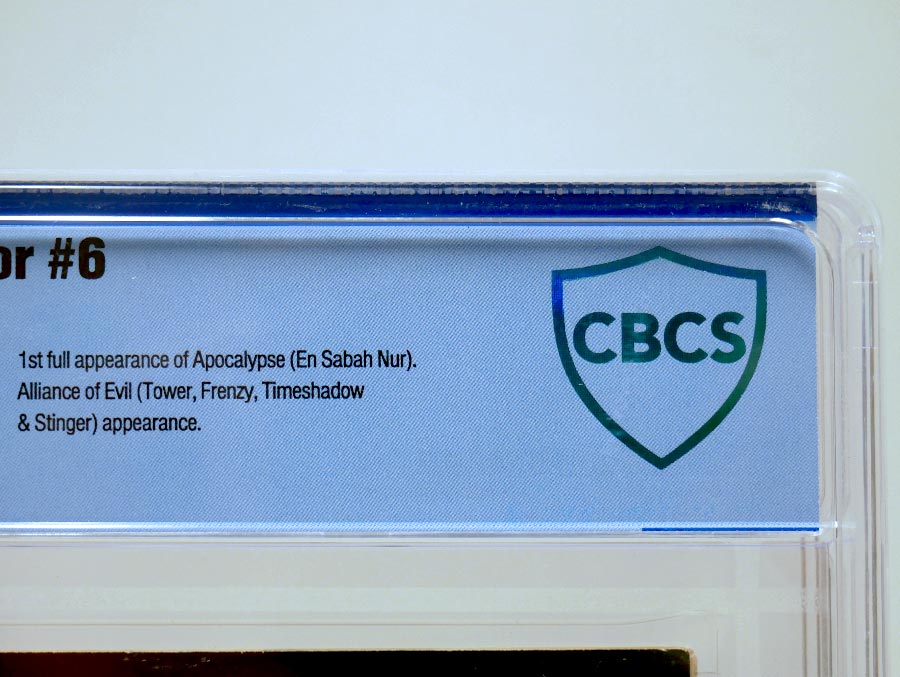 or #6
CBCS
1st full appearance of Apocalypse (En Sabah Nur).
Alliance of Evil (Tower, Frenzy, Timeshadow
& Stinger) appearance.